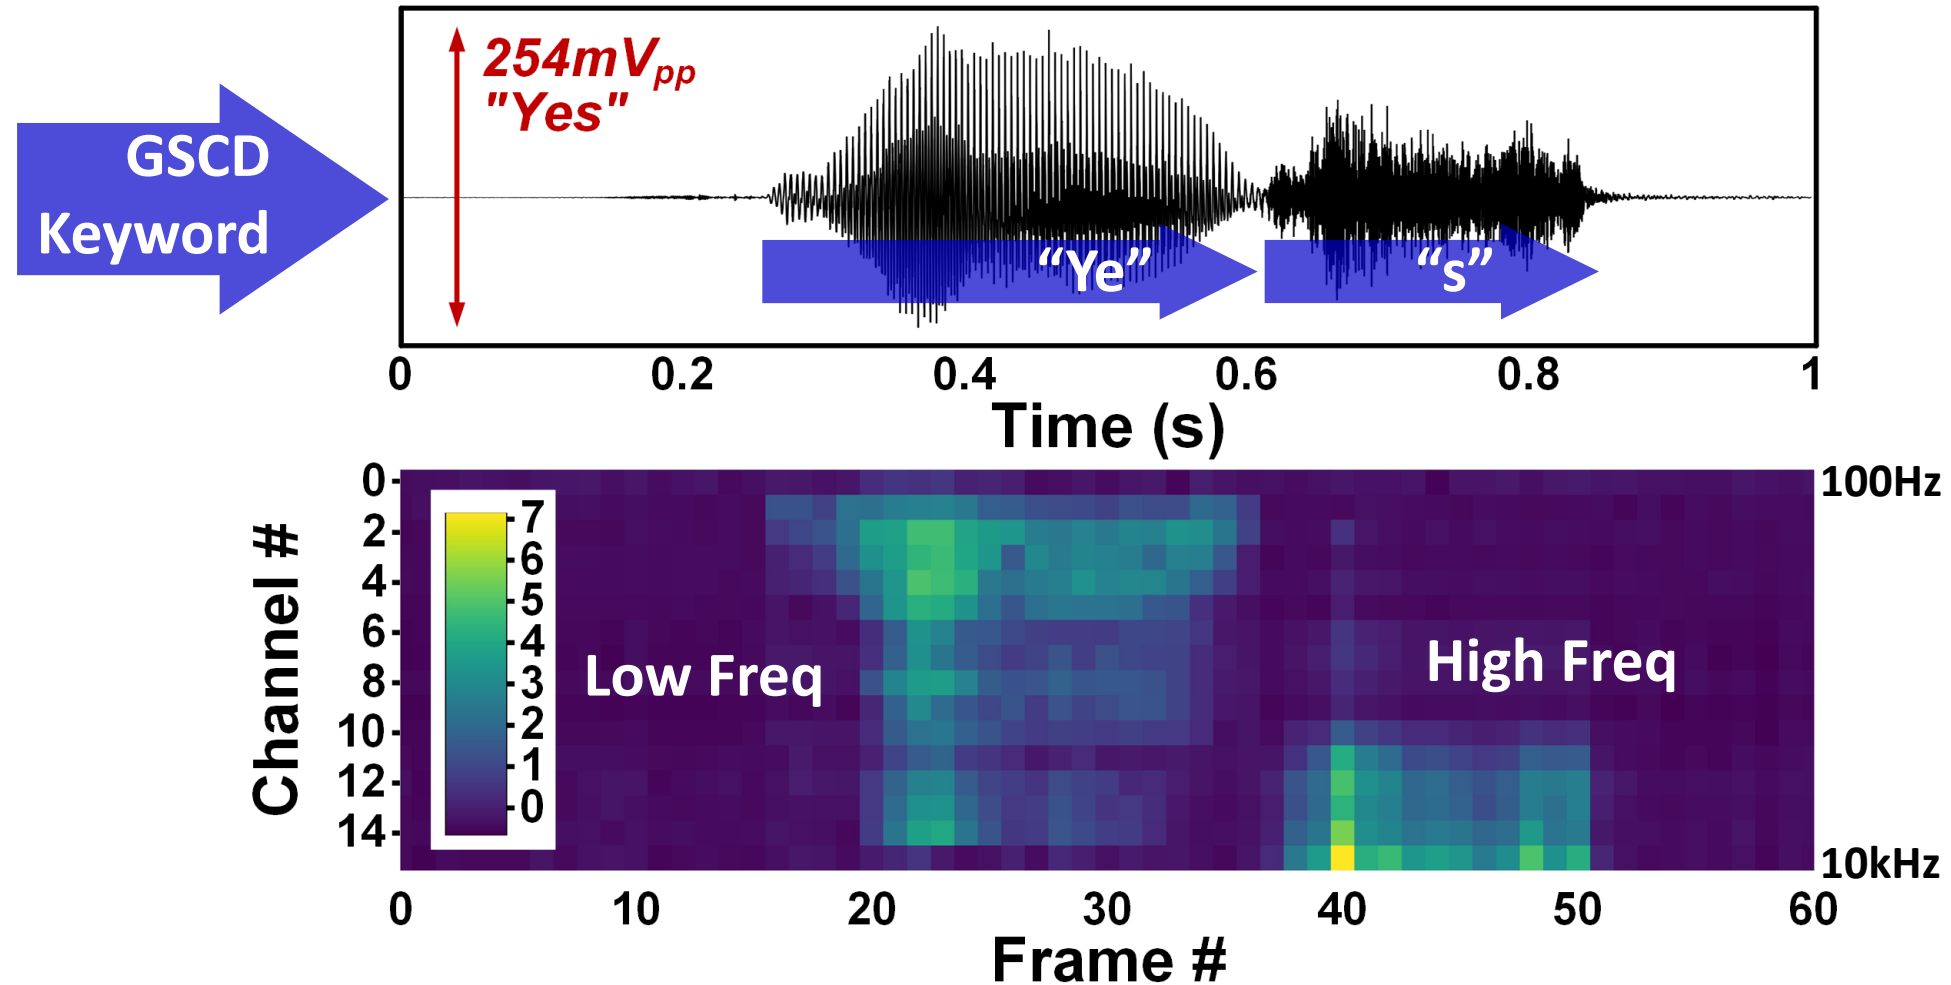 GSCD
Keyword
254mVpp
"Yes"
“Ye”
“s”
0 0.2 0.4 0.6 0.8 1
Time (s)
Channel #
0
2
4
6
8
10
12
14
7
6
5
4
3
2
1
0
Low Freq
High Freq
100Hz
10kHz
0 10 20 30 40 50 60
Frame #